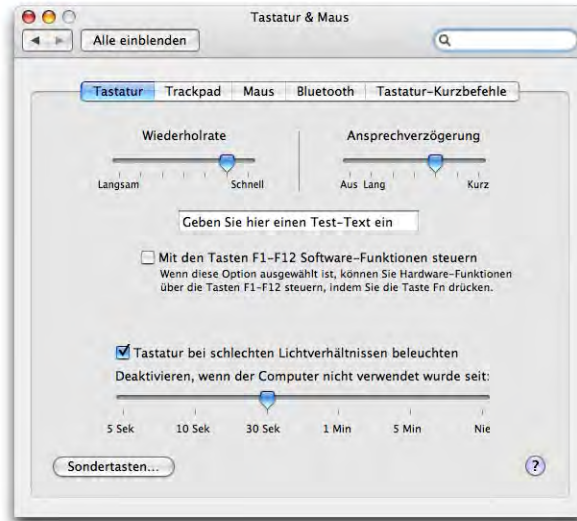 Tastatur & Maus
Alle einblenden
Tastatur Trackpad Maus Bluetooth Tastatur-Kurzbefehle
Wiederholrate Ansprechverzögerung
Langsam Schnell Aus Lang Kurz
Geben Sie hier einen Test-Text ein
Mit den Tasten F1-F12 Software-Funktionen steuern
Wenn diese Option ausgewählt ist, können Sie Hardware-Funktionen
über die Tasten F1-F12 steuern, indem Sie die Taste Fn drücken.
Tastatur bei schlechten Lichtverhältnissen beleuchten
Deaktivieren, wenn der Computer nicht verwendet wurde seit:
5 Sek 10 Sek 30 Sek 1 Min 5 Min Nie
Sondertasten... ?